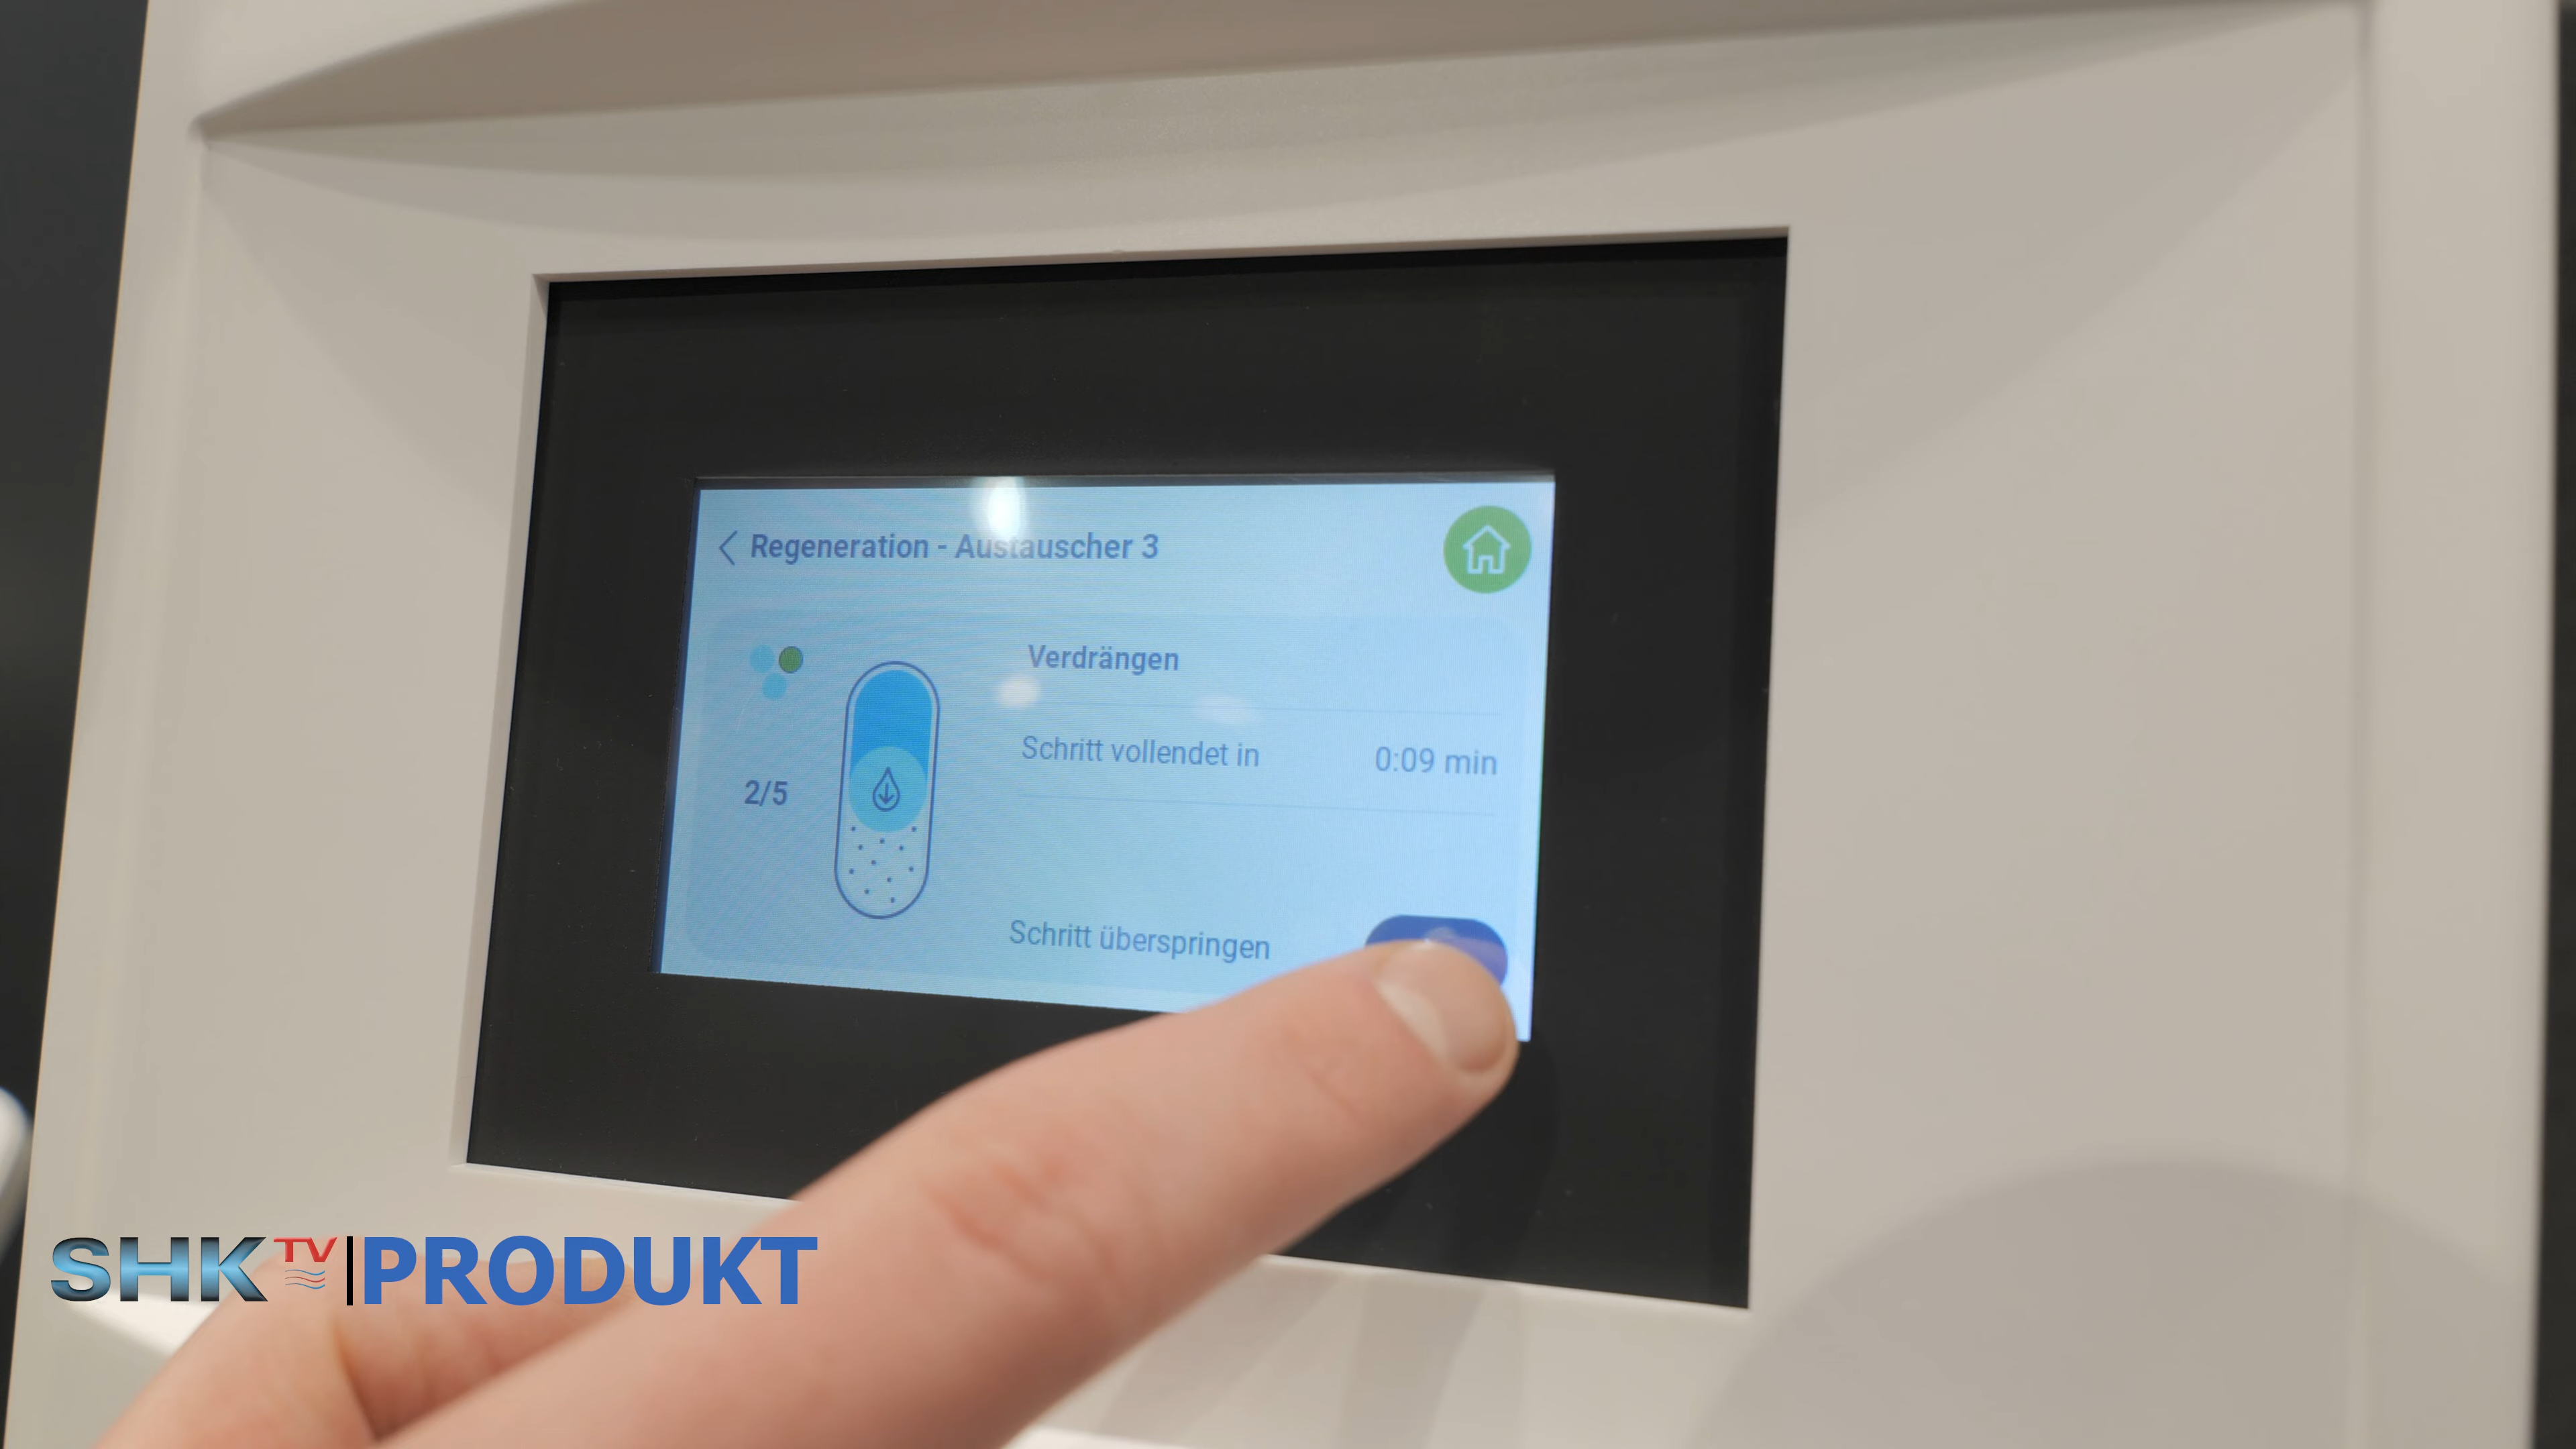 Regeneration - Austauscher 3
Verdrängen
Schritt vollendet in 0:09 min
2/5
Schritt überspringen
SHK TV | PRODUKT